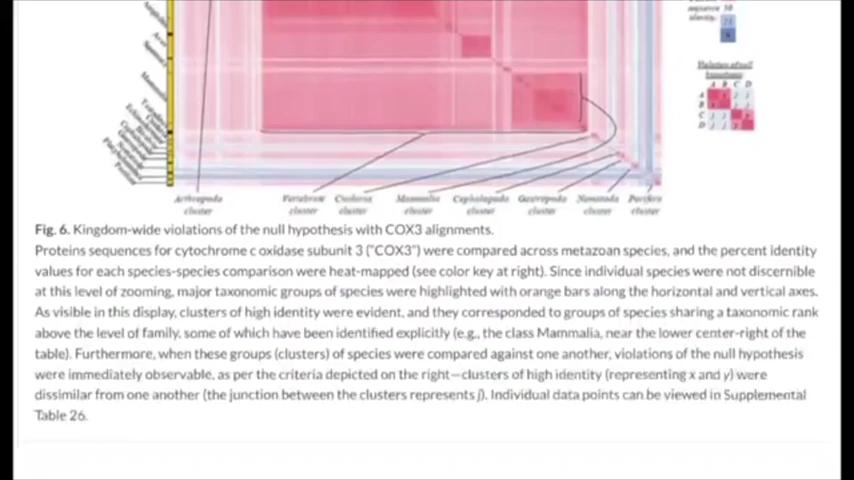 sequence 50
identity
Violation of null
hypothesis
A B C D
A
B
C
D
Mammalia
Arthropoda
cluster
Vertebrate
cluster
cluster
Mammalia
cluster
Cephalopoda
cluster
Gastropoda
cluster
Nematoda
cluster
Porifera
cluster
Fig. 6. Kingdom-wide violations of the null hypothesis with COX3 alignments.
Proteins sequences for cytochrome c oxidase subunit 3 ("COX3") were compared across metazoan species, and the percent identity
values for each species-species comparison were heat-mapped (see color key at right). Since individual species were not discernible
at this level of zooming, major taxonomic groups of species were highlighted with orange bars along the horizontal and vertical axes.
As visible in this display, clusters of high identity were evident, and they corresponded to groups of species sharing a taxonomic rank
above the level of family, some of which have been identified explicitly (e.g., the class Mammalia, near the lower center-right of the
table). Furthermore, when these groups (clusters) of species were compared against one another, violations of the null hypothesis
were immediately observable, as per the criteria depicted on the right—clusters of high identity (representing x and y) were
dissimilar from one another (the junction between the clusters represents j). Individual data points can be viewed in Supplemental
Table 26.